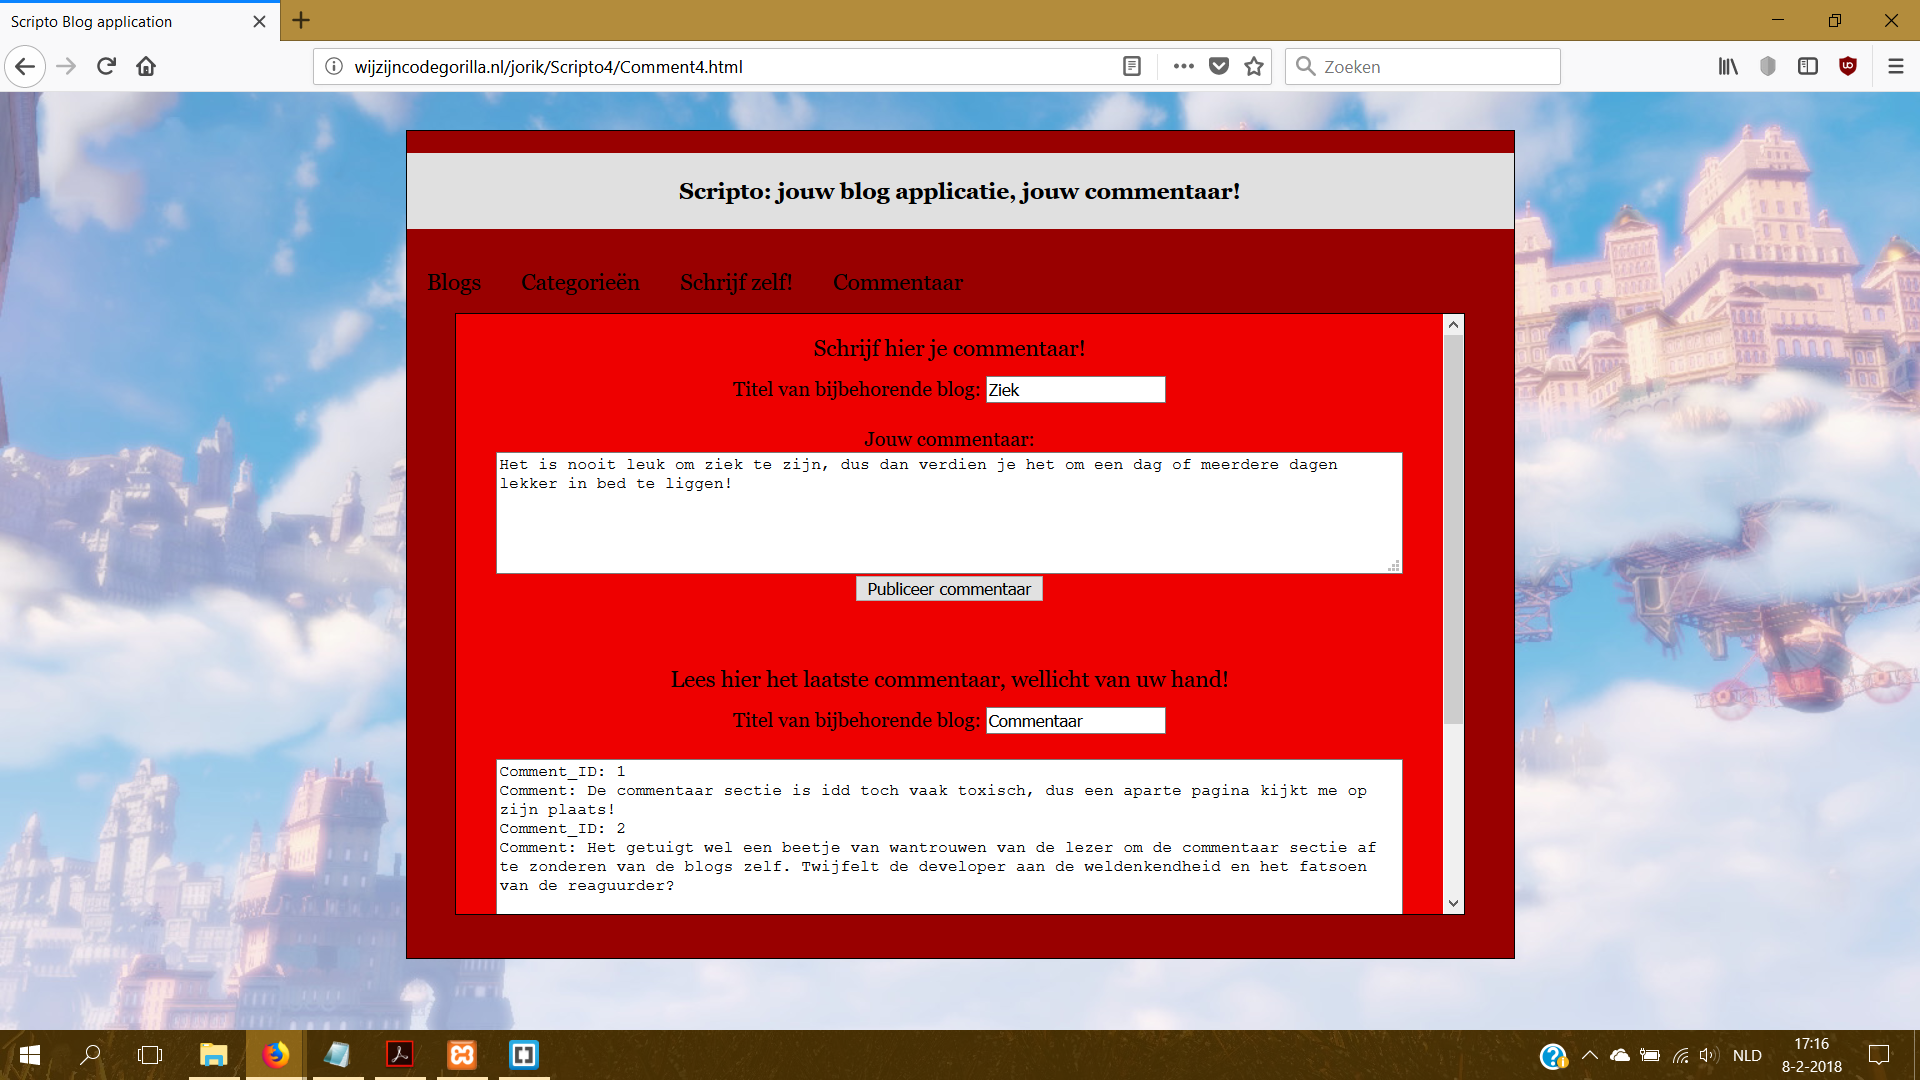 Scripto Blog application
wijzijncodegorilla.nl/jorik/Scripto4/Comment4.html
Zoeken
Scripto: jouw blog applicatie, jouw commentaar!
Blogs Categorieën Schrijf zelf! Commentaar
Schrijf hier je commentaar!
Titel van bijbehorende blog: Ziek
Jouw commentaar:
Het is nooit leuk om ziek te zijn, dus dan verdien je het om een dag of meerdere dagen
lekker in bed te liggen!
Publiceer commentaar
Lees hier het laatste commentaar, wellicht van uw hand!
Titel van bijbehorende blog: Commentaar
Comment_ID: 1
Comment: De commentaar sectie is idd toch vaak toxisch, dus een aparte pagina kijkt me op
zijn plaats!
Comment_ID: 2
Comment: Het getuigt wel een beetje van wantrouwen van de lezer om de commentaar sectie af
te zonderen van de blogs zelf. Twijfelt de developer aan de weldenkendheid en het fatsoen
van de reaguurder?
NLD
17:16
8-2-2018